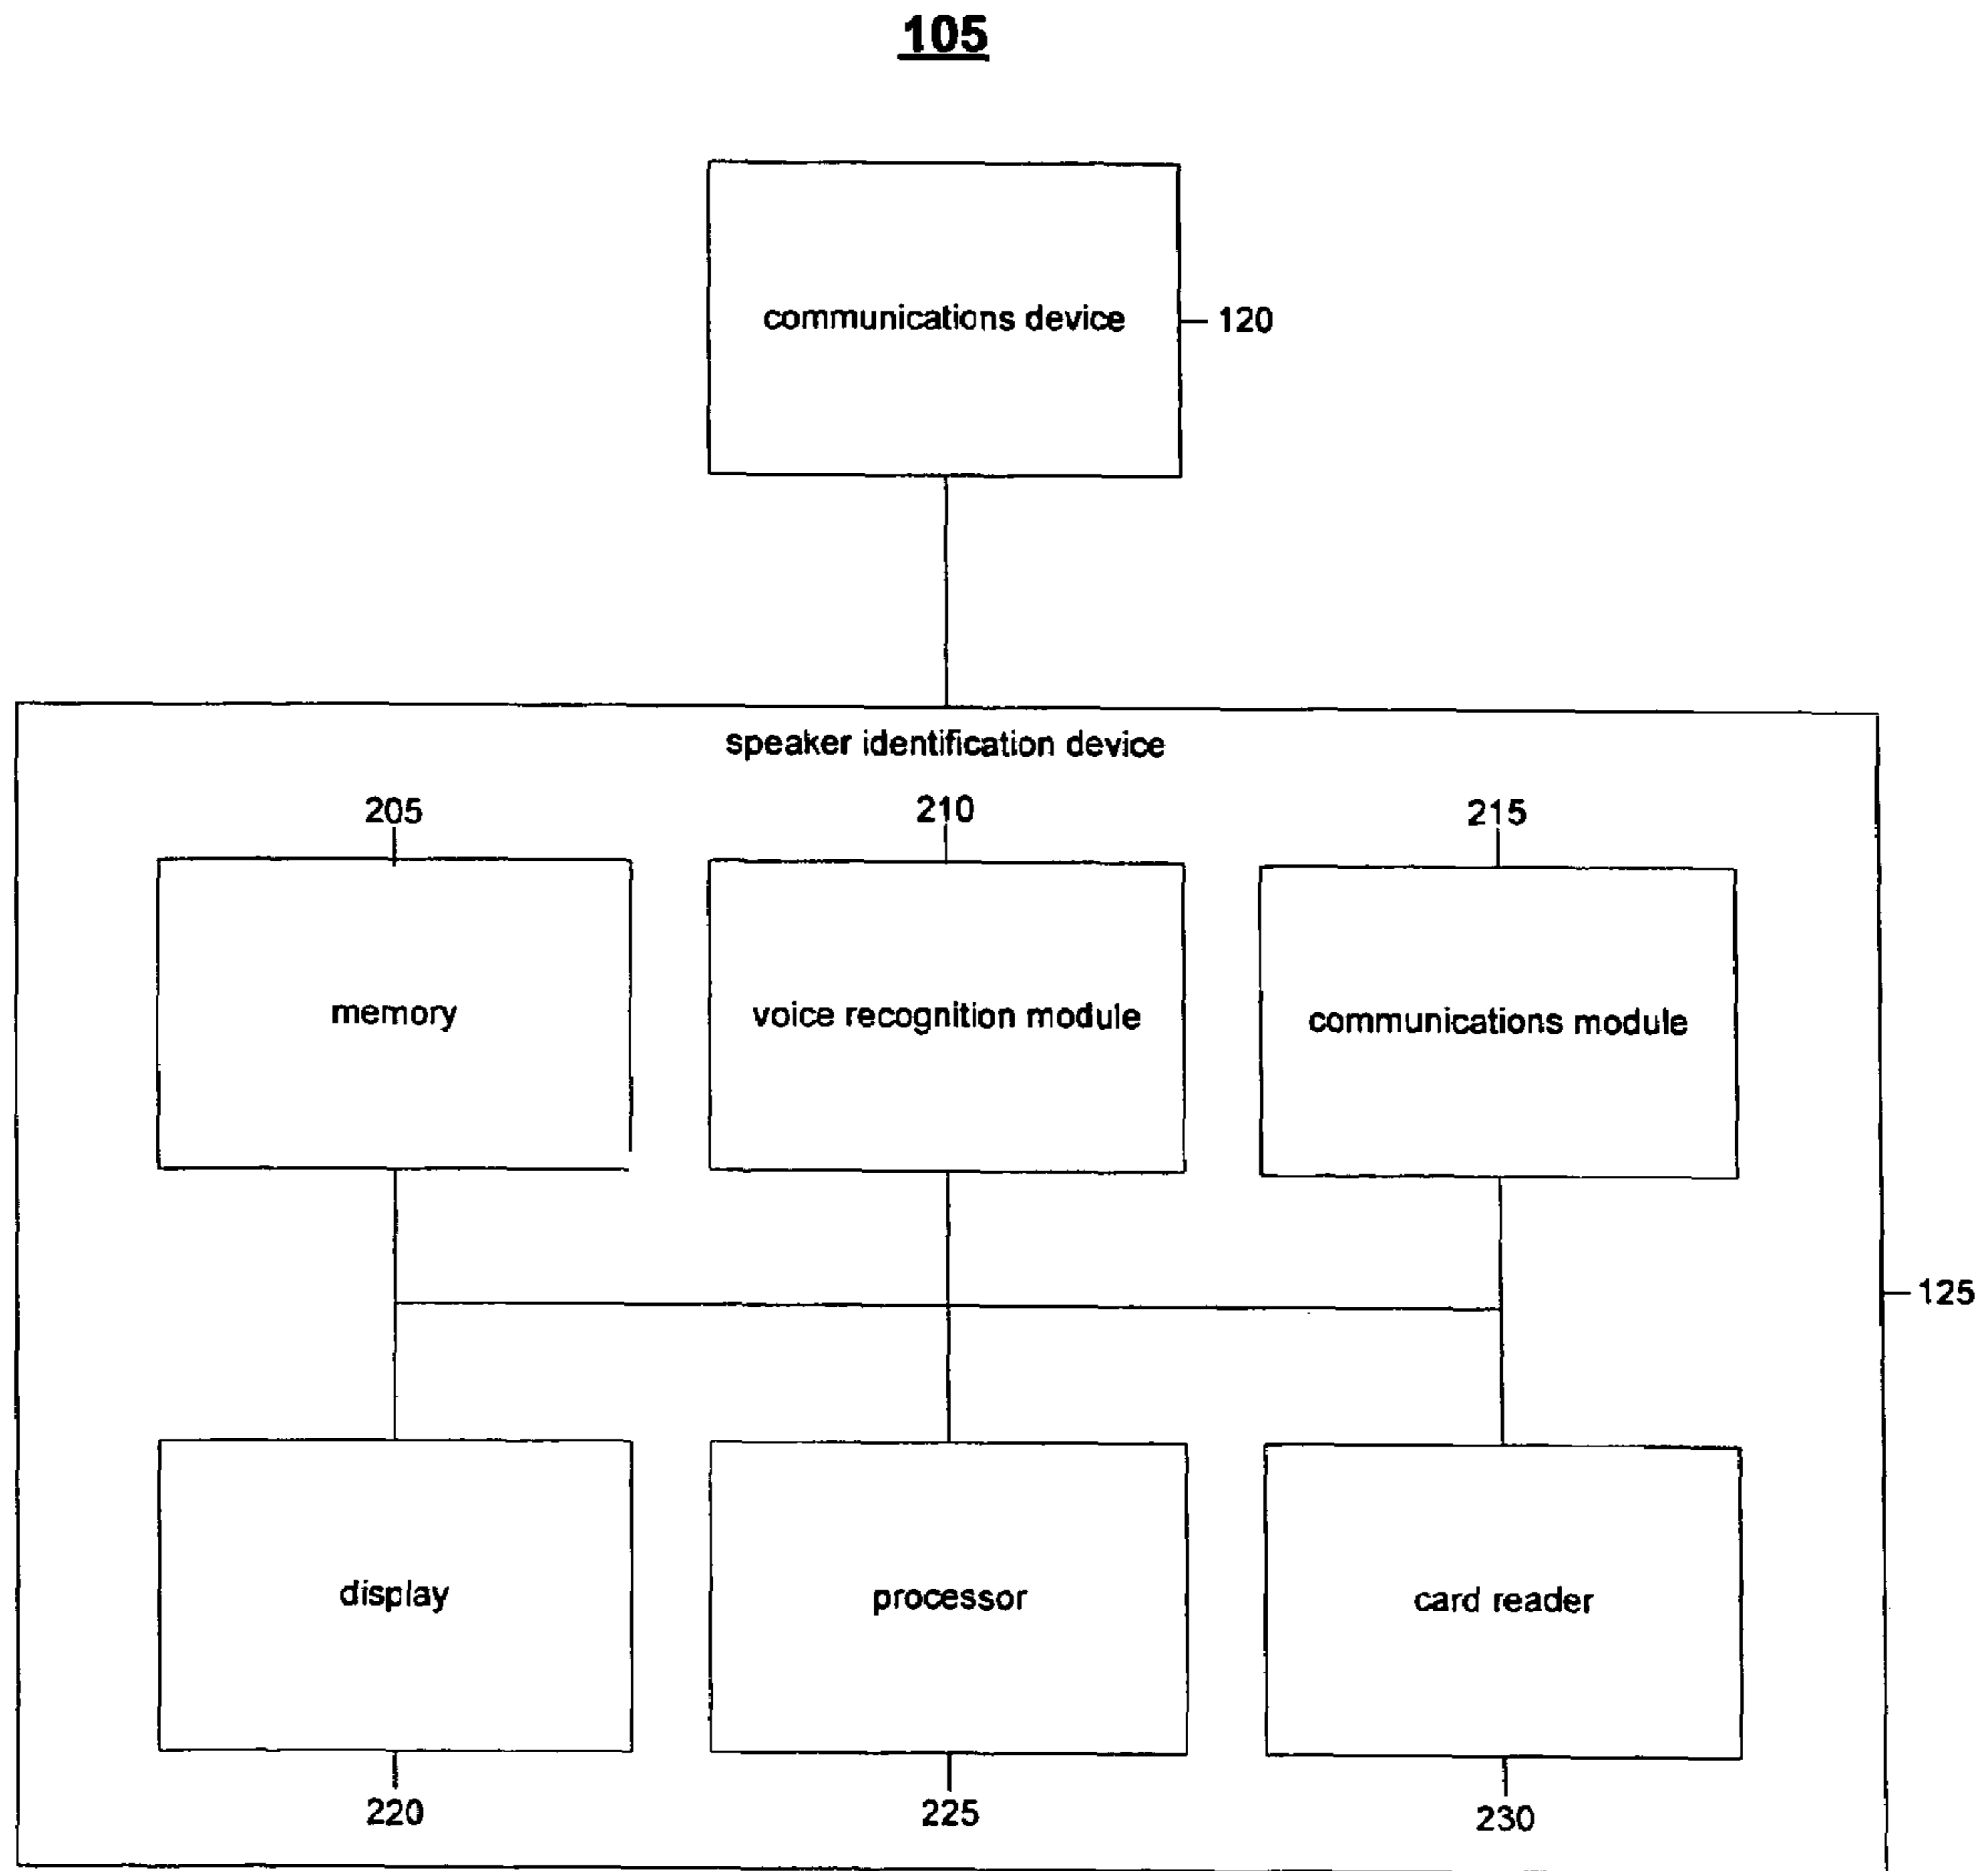 105
communications device
120
speaker identification device
205
210
215
memory
voice recognition module
communications module
125
display
processor
card reader
220
225
230